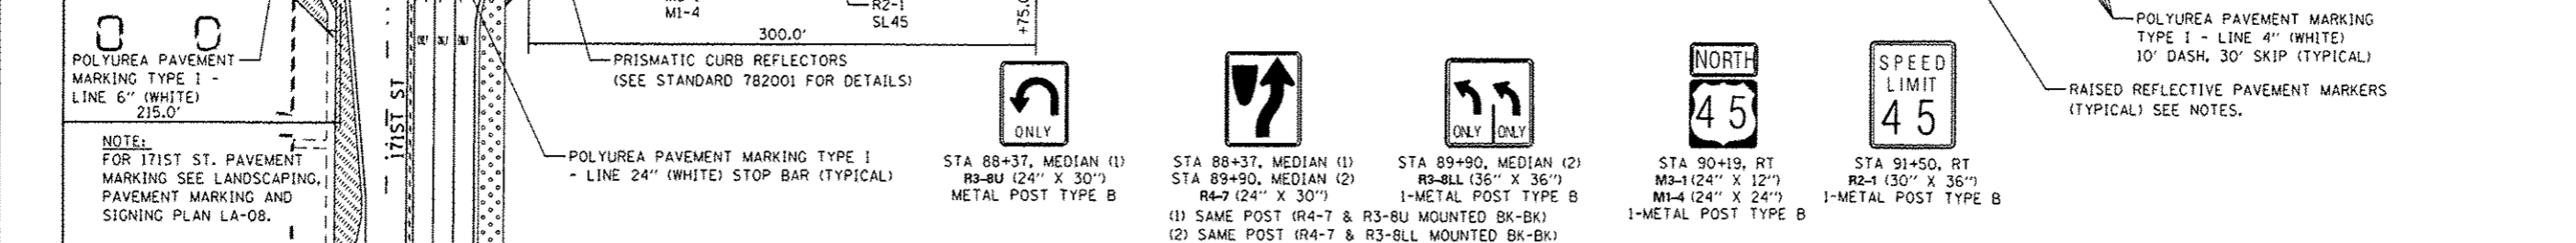 M1-4
R2-1
SL45
+75.0
300.0'
POLYUREA PAVEMENT
MARKING TYPE I -
LINE 6" (WHITE)
215.0'
NOTE:
FOR 171ST ST. PAVEMENT
MARKING SEE LANDSCAPING,
PAVEMENT MARKING AND
SIGNING PLAN LA-08.
171ST ST
PRISMATIC CURB REFLECTORS
(SEE STANDARD 782001 FOR DETAILS)
POLYUREA PAVEMENT MARKING TYPE I
- LINE 24" (WHITE) STOP BAR (TYPICAL)
ONLY
STA 88+37, MEDIAN (1)
R3-8U (24" X 30")
METAL POST TYPE B
STA 88+37, MEDIAN (1)
STA 89+90, MEDIAN (2)
R4-7 (24" X 30")
(1) SAME POST (R4-7 & R3-8U MOUNTED BK-BK)
(2) SAME POST (R4-7 & R3-8LL MOUNTED BK-BK)
ONLY ONLY
STA 89+90, MEDIAN (2)
R3-8LL (36" X 36")
1-METAL POST TYPE B
NORTH
45
STA 90+19, RT
M3-1 (24" X 12")
M1-4 (24" X 24")
1-METAL POST TYPE B
SPEED
LIMIT
45
STA 91+50, RT
R2-1 (30" X 36")
1-METAL POST TYPE B
POLYUREA PAVEMENT MARKING
TYPE I - LINE 4" (WHITE)
10' DASH, 30' SKIP (TYPICAL)
RAISED REFLECTIVE PAVEMENT MARKERS
(TYPICAL) SEE NOTES.